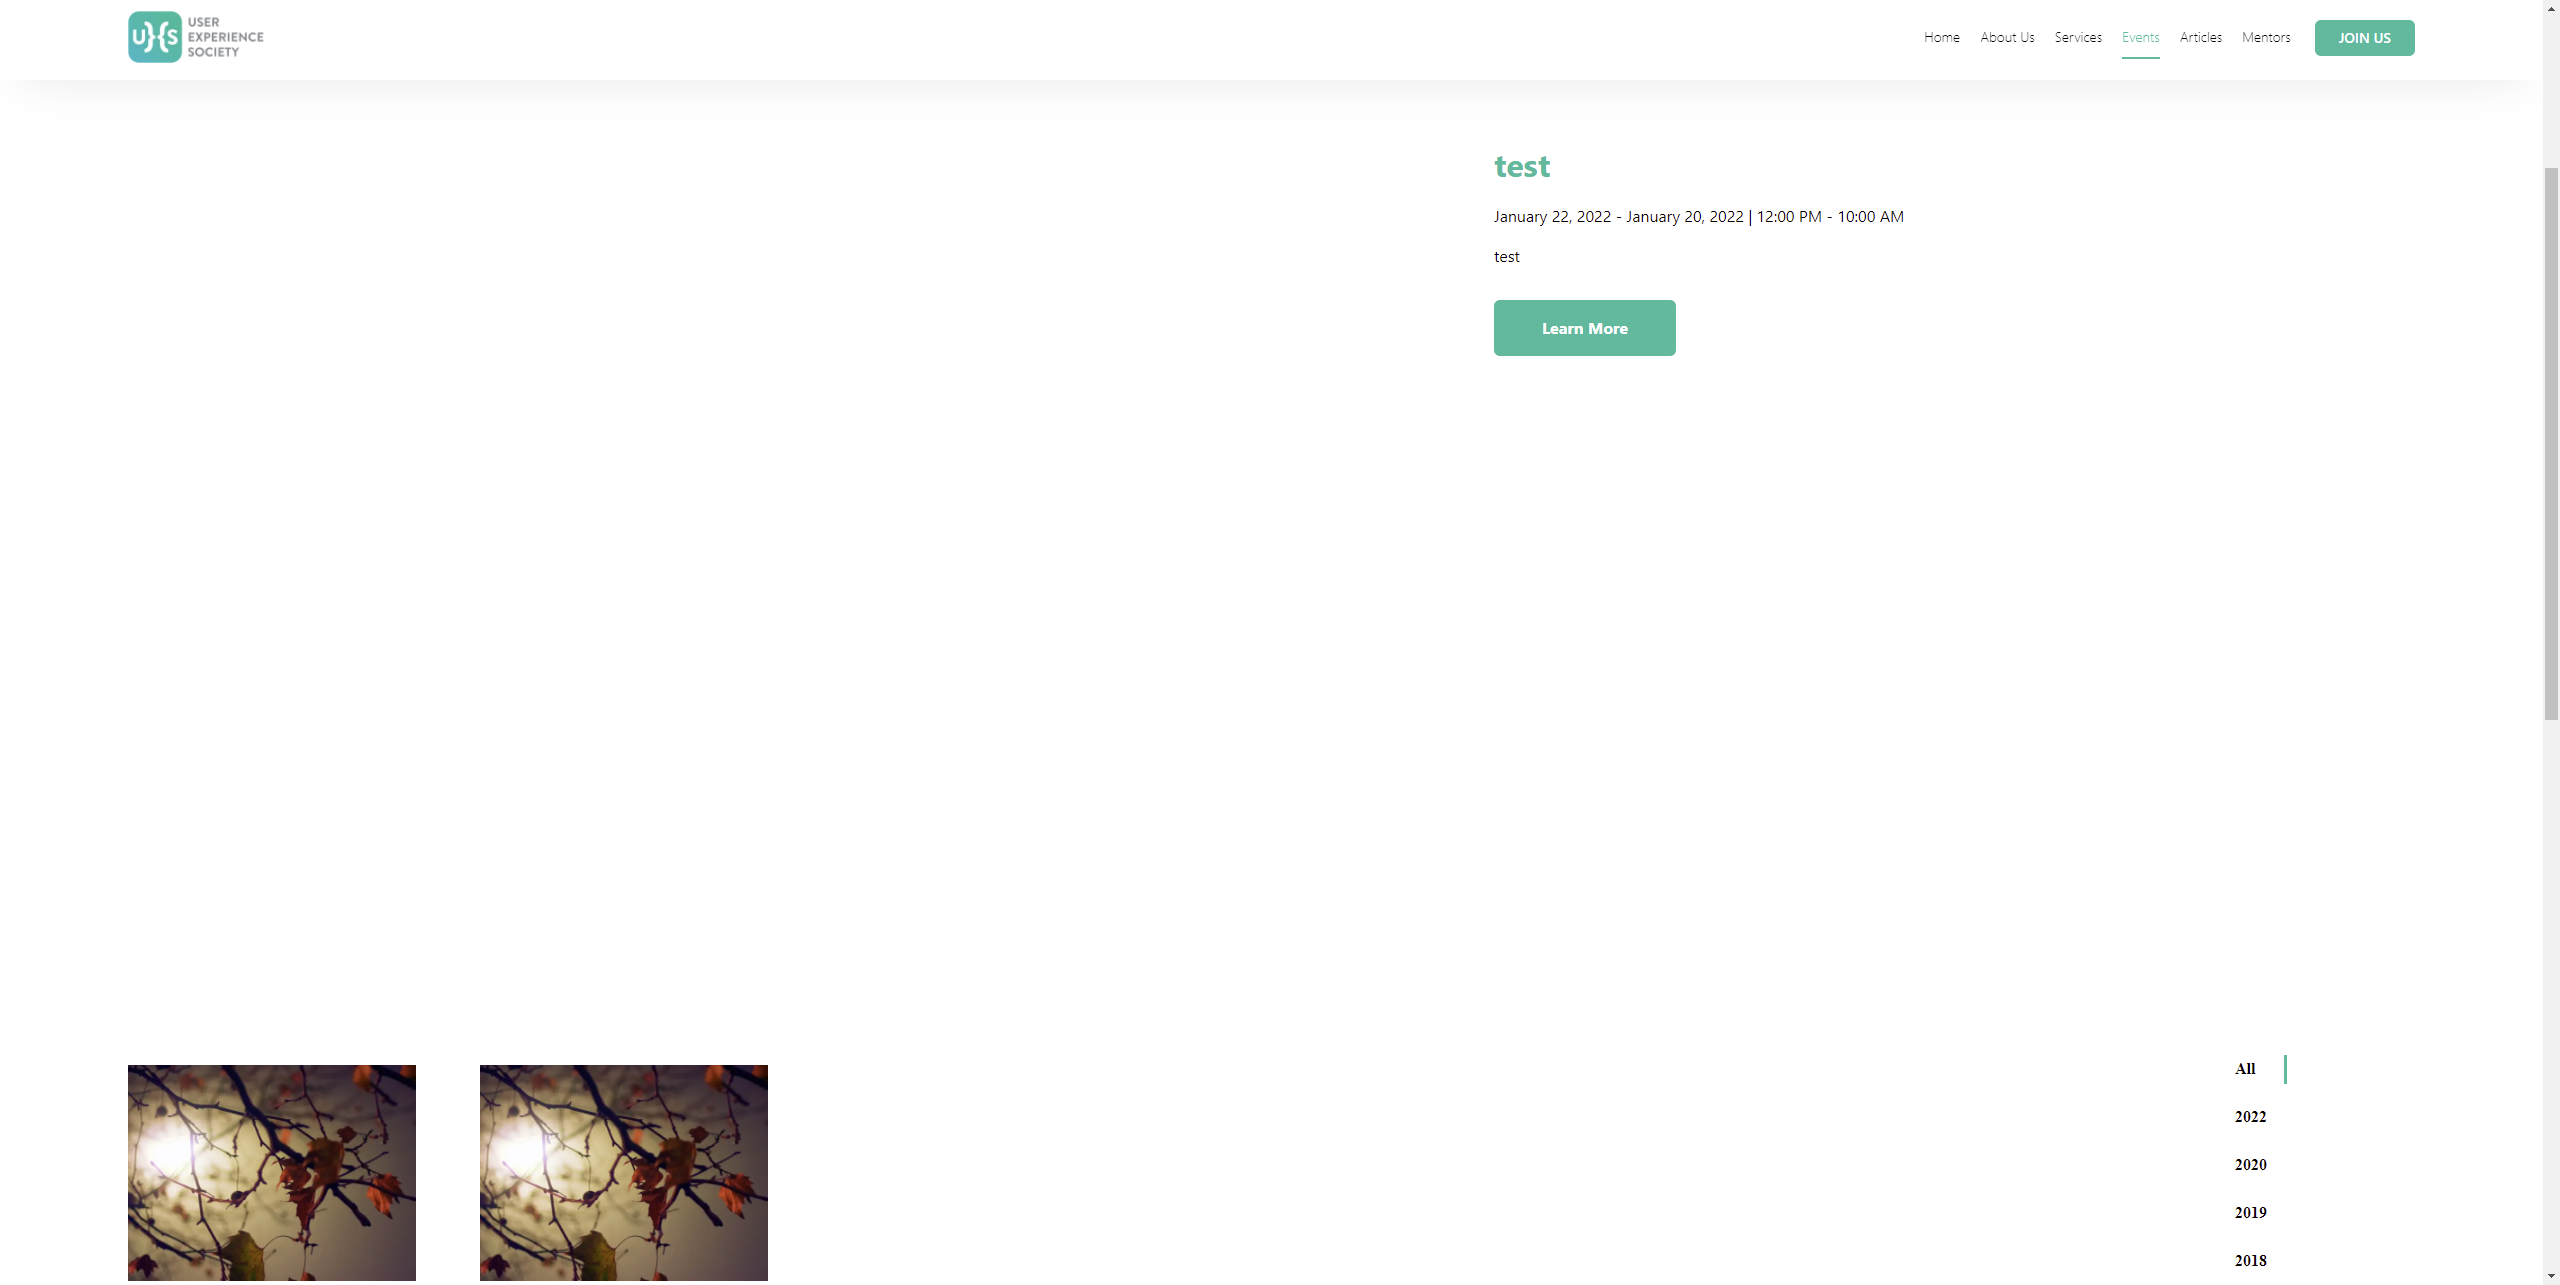 UXS
USER
EXPERIENCE
SOCIETY
Home About Us Services Events Articles Mentors JOIN US
test
January 22, 2022 - January 20, 2022 | 12:00 PM - 10:00 AM
test
Learn More
All
2022
2020
2019
2018